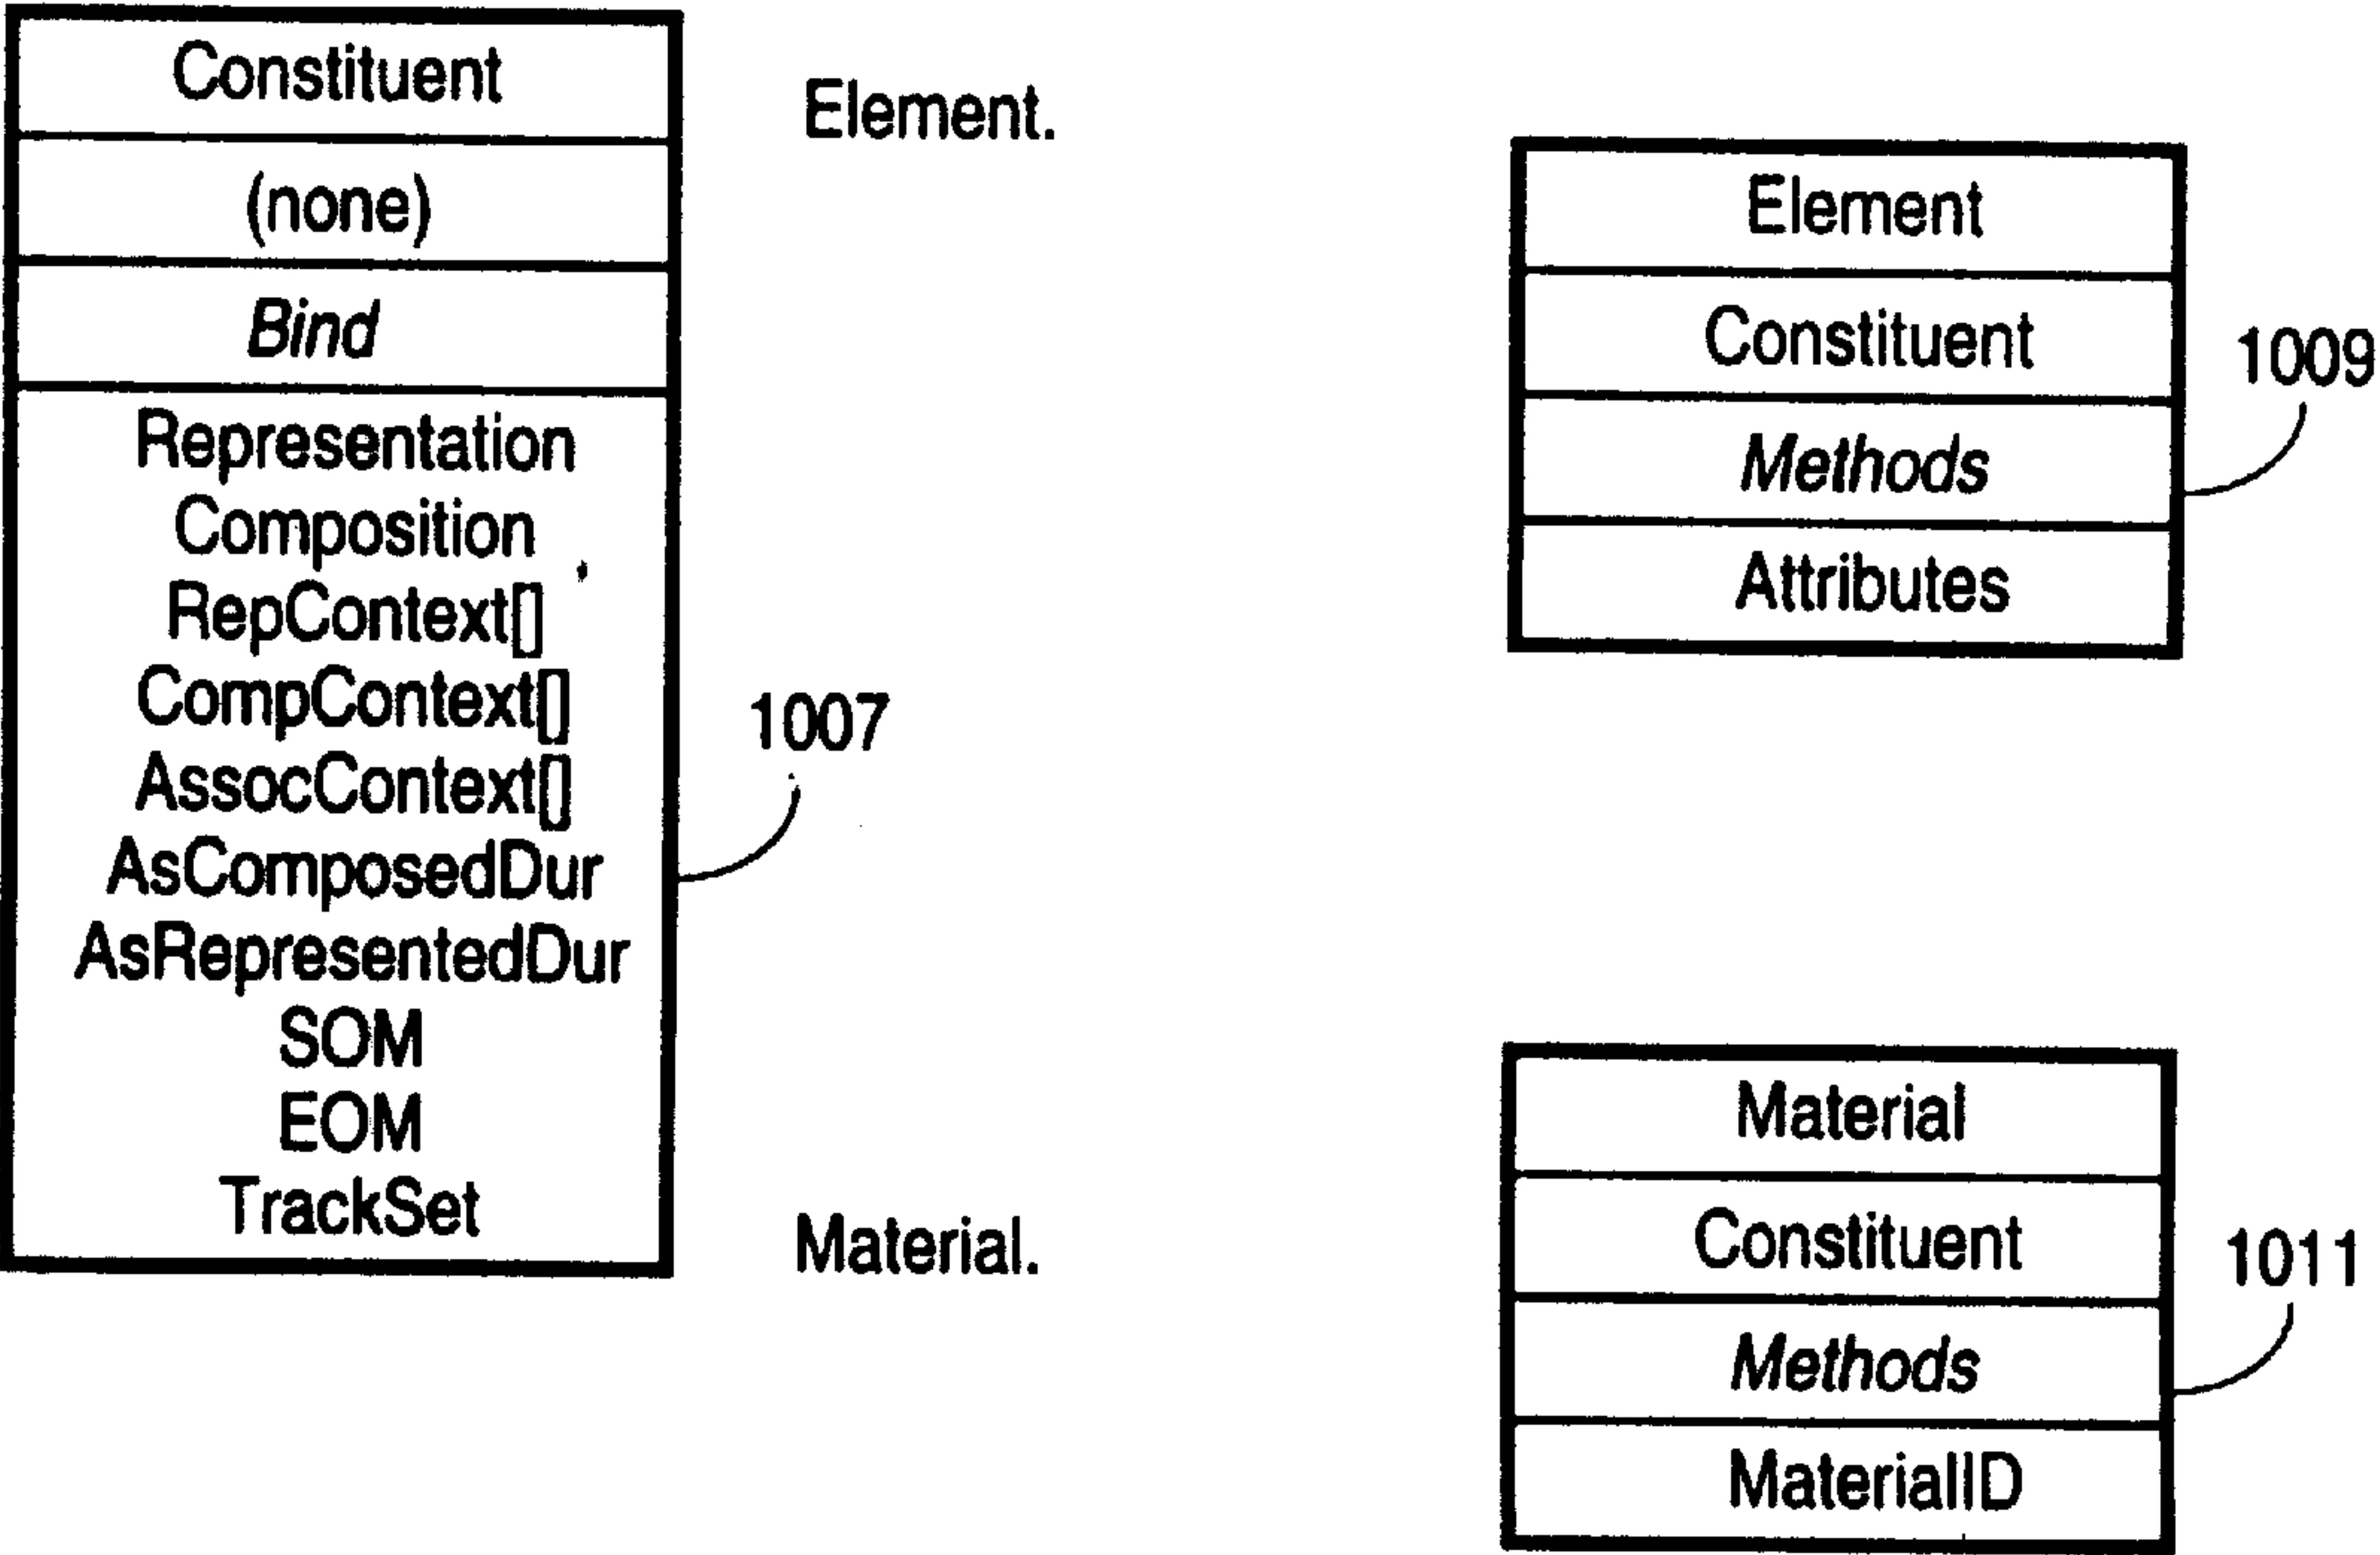 Constituent
(none)
Bind
Representation
Composition
RepContext[]
CompContext[]
AssocContext[]
AsComposedDur
AsRepresentedDur
SOM
EOM
TrackSet
1007
Element.
Element
Constituent
Methods
Attributes
1009
Material.
Material
Constituent
Methods
MaterialID
1011